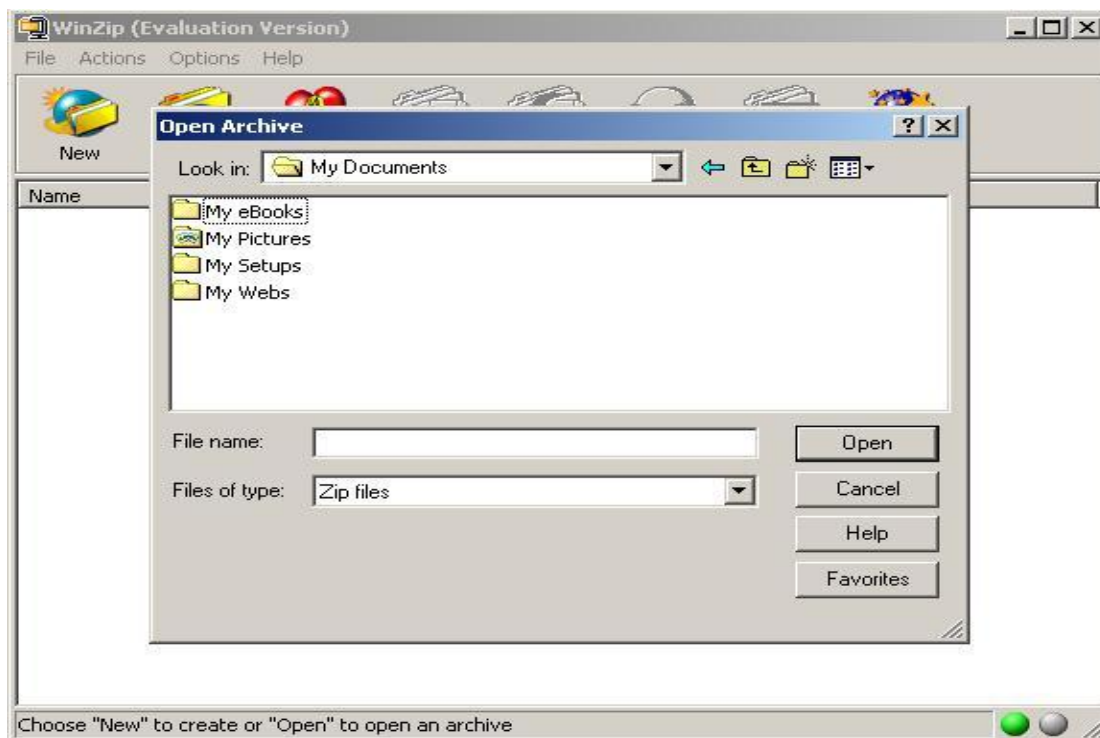 WinZip (Evaluation Version)
File Actions Options Help
New
Open Archive
Look in: My Documents
Name
My eBooks
My Pictures
My Setups
My Webs
File name:
Open
Files of type: Zip files
Cancel
Help
Favorites
Choose "New" to create or "Open" to open an archive